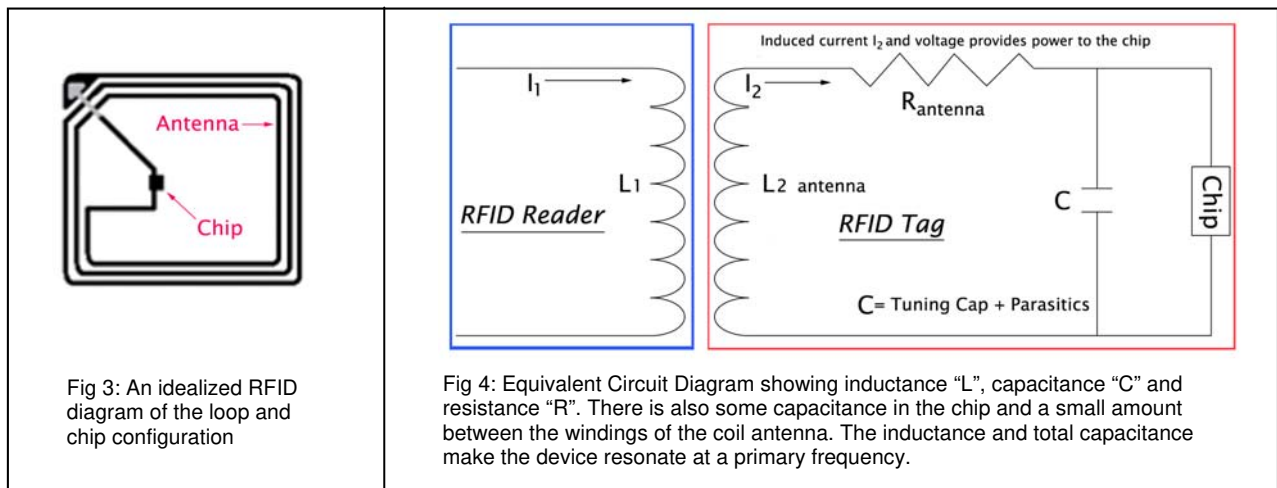 Antenna
Chip
Fig 3: An idealized RFID
diagram of the loop and
chip configuration
Induced current I₂ and voltage provides power to the chip
I₁
I₂
Rantenna
L1
L2 antenna
C
Chip
RFID Reader
RFID Tag
C= Tuning Cap + Parasitics
Fig 4: Equivalent Circuit Diagram showing inductance “L”, capacitance “C” and
resistance “R”. There is also some capacitance in the chip and a small amount
between the windings of the coil antenna. The inductance and total capacitance
make the device resonate at a primary frequency.